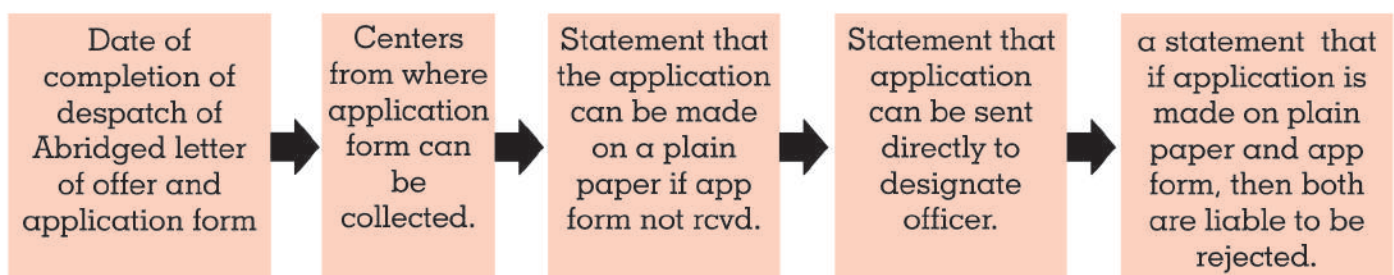 Date of
completion of
despatch of
Abridged letter
of offer and
application form
Centers
from where
application
form can
be
collected.
Statement that
the application
can be made
on a plain
paper if app
form not rcvd.
Statement that
application
can be sent
directly to
designate
officer.
a statement that
if application is
made on plain
paper and app
form, then both
are liable to be
rejected.